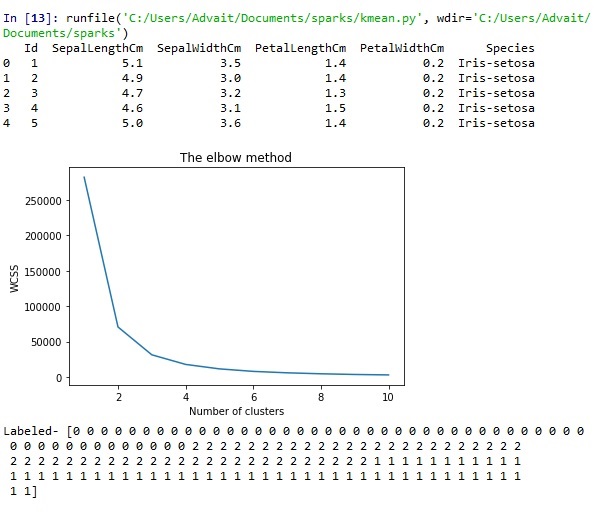 In [13]: runfile('C:/Users/Advait/Documents/sparks/kmean.py', wdir='C:/Users/Advait/
Documents/sparks')
Id SepalLengthCm SepalWidthCm PetalLengthCm PetalWidthCm Species
0 1 5.1 3.5 1.4 0.2 Iris-setosa
1 2 4.9 3.0 1.4 0.2 Iris-setosa
2 3 4.7 3.2 1.3 0.2 Iris-setosa
3 4 4.6 3.1 1.5 0.2 Iris-setosa
4 5 5.0 3.6 1.4 0.2 Iris-setosa
The elbow method
250000
200000
150000
100000
50000
0
WCSS
2 4 6 8 10
Number of clusters
Labeled- [0 0 0 0 0 0 0 0 0 0 0 0 0 0 0 0 0 0 0 0 0 0 0 0 0 0 0 0 0 0 0 0 0 0 0 0 0
0 0 0 0 0 0 0 0 0 0 0 0 0 2 2 2 2 2 2 2 2 2 2 2 2 2 2 2 2 2 2 2 2 2 2 2 2
2 2 2 2 2 2 2 2 2 2 2 2 2 2 2 2 2 2 2 2 2 2 2 2 2 2 1 1 1 1 1 1 1 1 1 1 1
1 1 1 1 1 1 1 1 1 1 1 1 1 1 1 1 1 1 1 1 1 1 1 1 1 1 1 1 1 1 1 1 1 1 1 1 1
1 1]